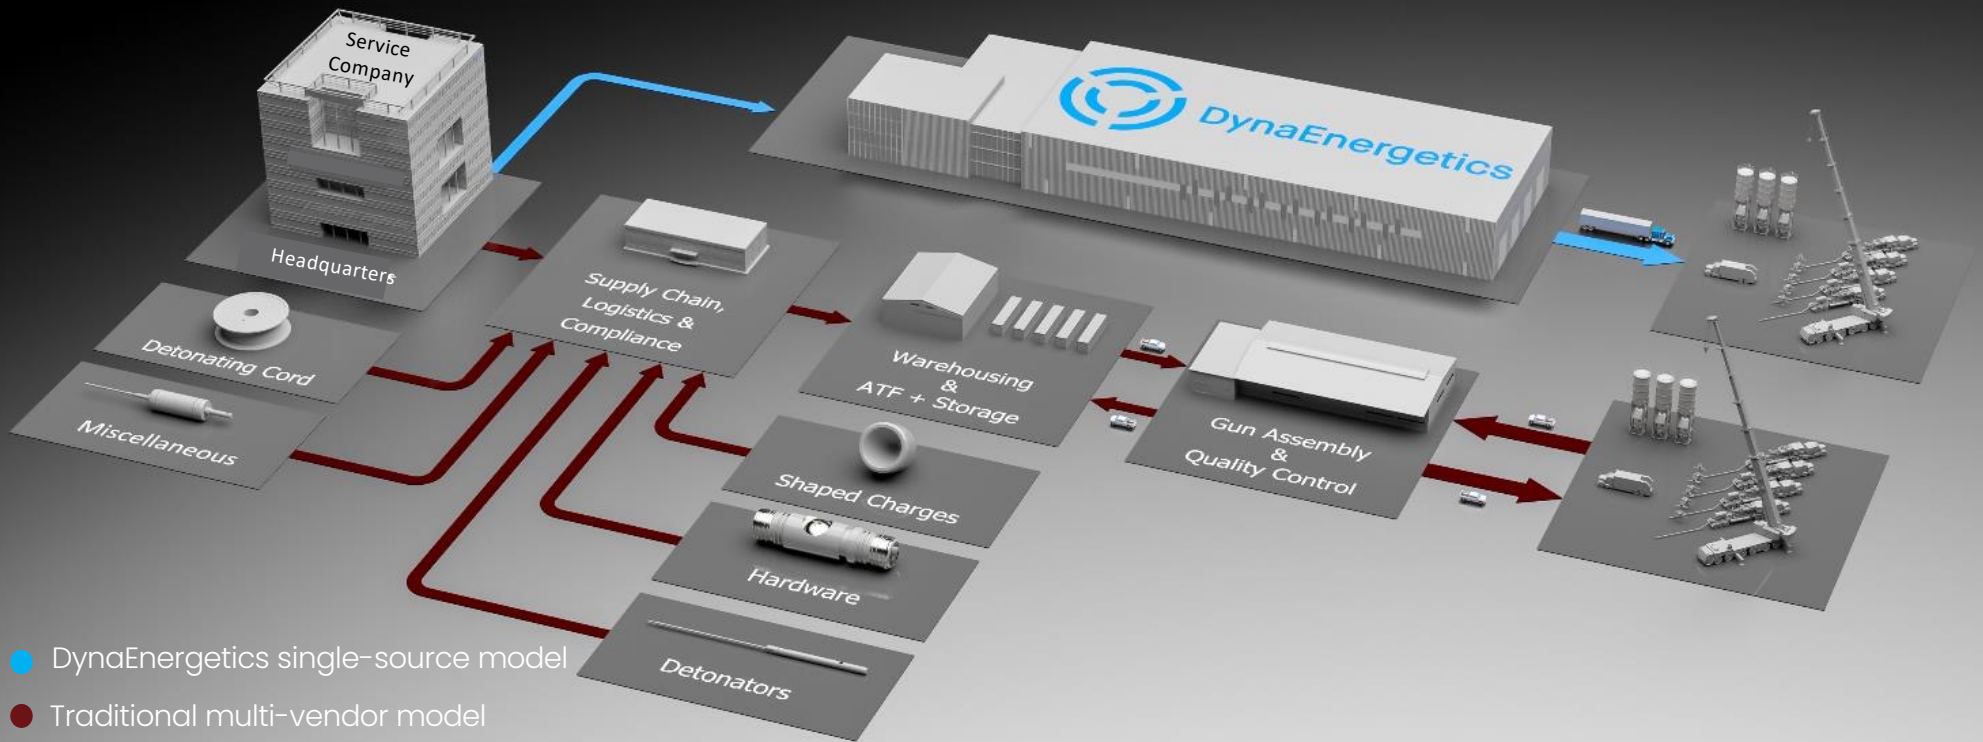 Service
Company
Headquarters
DynaEnergetics
Supply Chain,
Logistics &
Compliance
Detonating Cord
Miscellaneous
Warehousing
&
ATF + Storage
Gun Assembly
&
Quality Control
Shaped Charges
Hardware
Detonators
DynaEnergetics single-source model
Traditional multi-vendor model